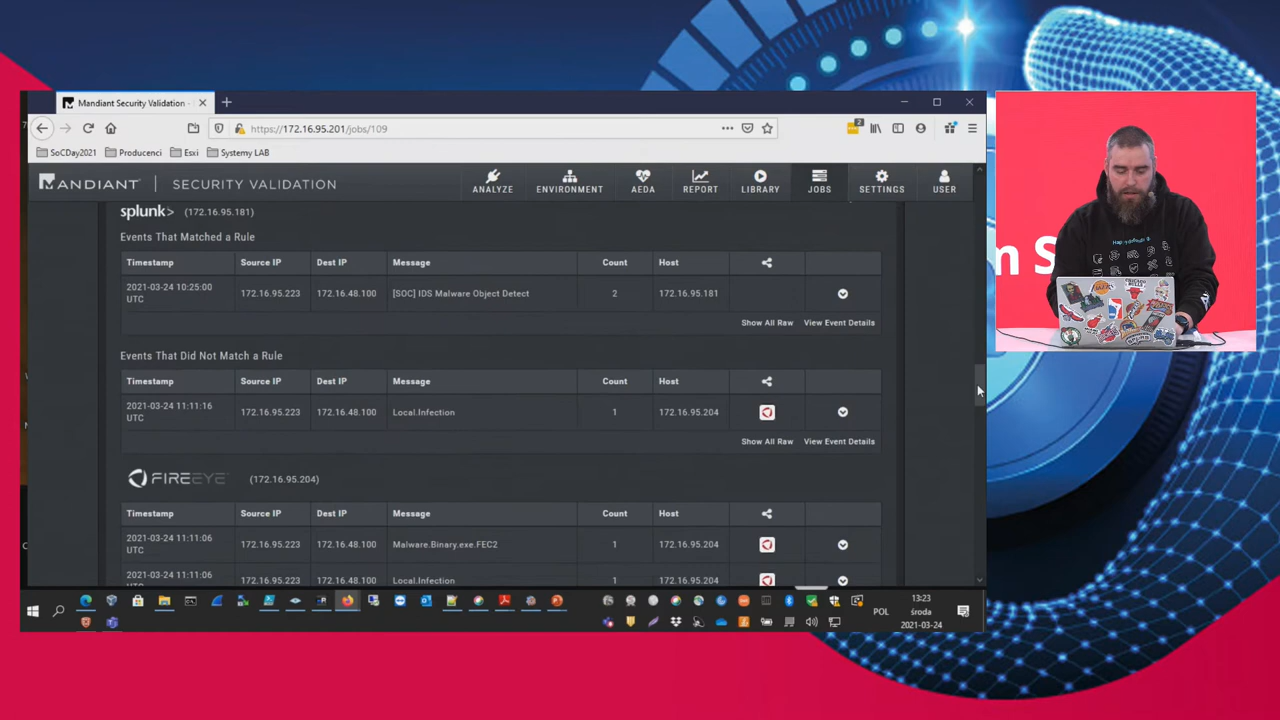 Mandiant Security Validation -
https://172.16.95.201/jobs/109
2
SoCDay2021 Producenci Esxi Systemy LAB
MANDIANT SECURITY VALIDATION
ANALYZE ENVIRONMENT AEDA REPORT LIBRARY JOBS SETTINGS USER
splunk> (172.16.95.181)
Events That Matched a Rule
Timestamp Source IP Dest IP Message Count Host
2021-03-24 10:25:00 UTC 172.16.95.223 172.16.48.100 [SOC] IDS Malware Object Detect 2 172.16.95.181
Show All Raw View Event Details
Events That Did Not Match a Rule
Timestamp Source IP Dest IP Message Count Host
2021-03-24 11:11:16 UTC 172.16.95.223 172.16.48.100 Local.Infection 1 172.16.95.204
Show All Raw View Event Details
FIREEYE (172.16.95.204)
Timestamp Source IP Dest IP Message Count Host
2021-03-24 11:11:06 UTC 172.16.95.223 172.16.48.100 Malware.Binary.exe.FEC2 1 172.16.95.204
2021-03-24 11:11:06 UTC 172.16.95.223 172.16.48.100 Local.Infection 1 172.16.95.204
POL
13:23
środa
2021-03-24
m S